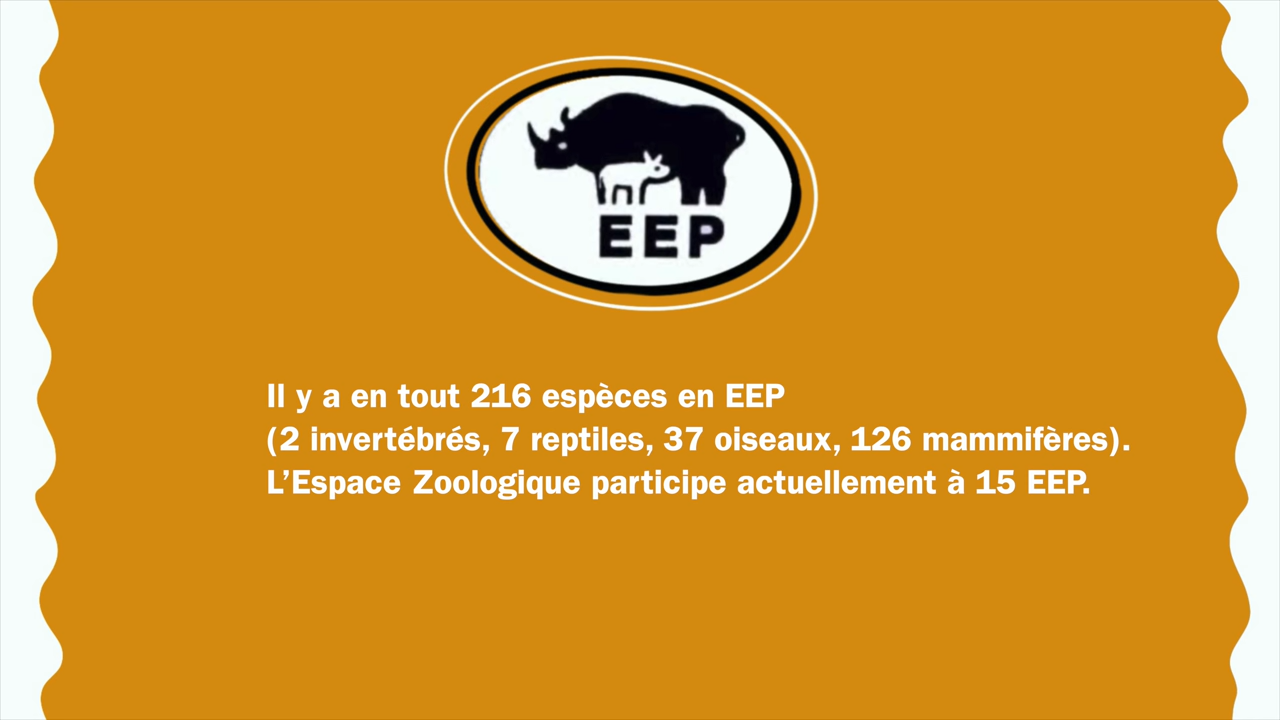 EEP
Il y a en tout 216 espèces en EEP
(2 invertébrés, 7 reptiles, 37 oiseaux, 126 mammifères).
L’Espace Zoologique participe actuellement à 15 EEP.